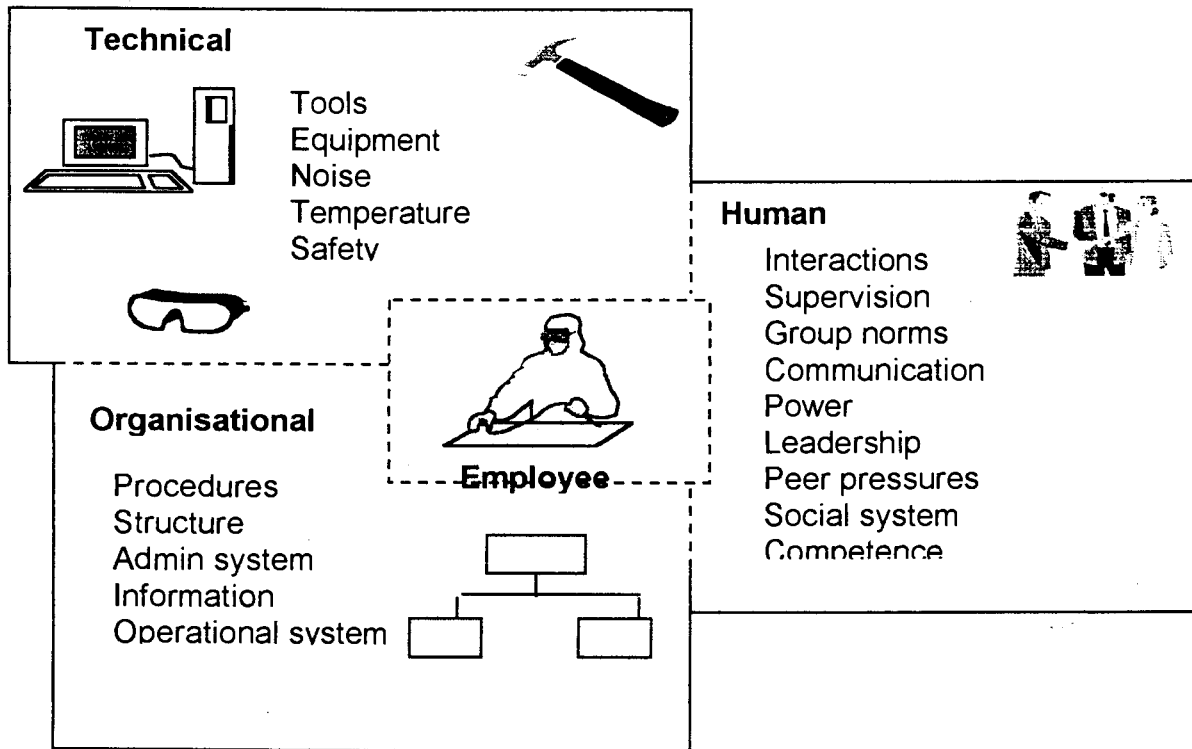 Technical
Tools
Equipment
Noise
Temperature
Safety
Human
Interactions
Supervision
Group norms
Communication
Power
Leadership
Peer pressures
Social system
Competence
Organisational
Procedures
Structure
Admin system
Information
Operational system
Employee